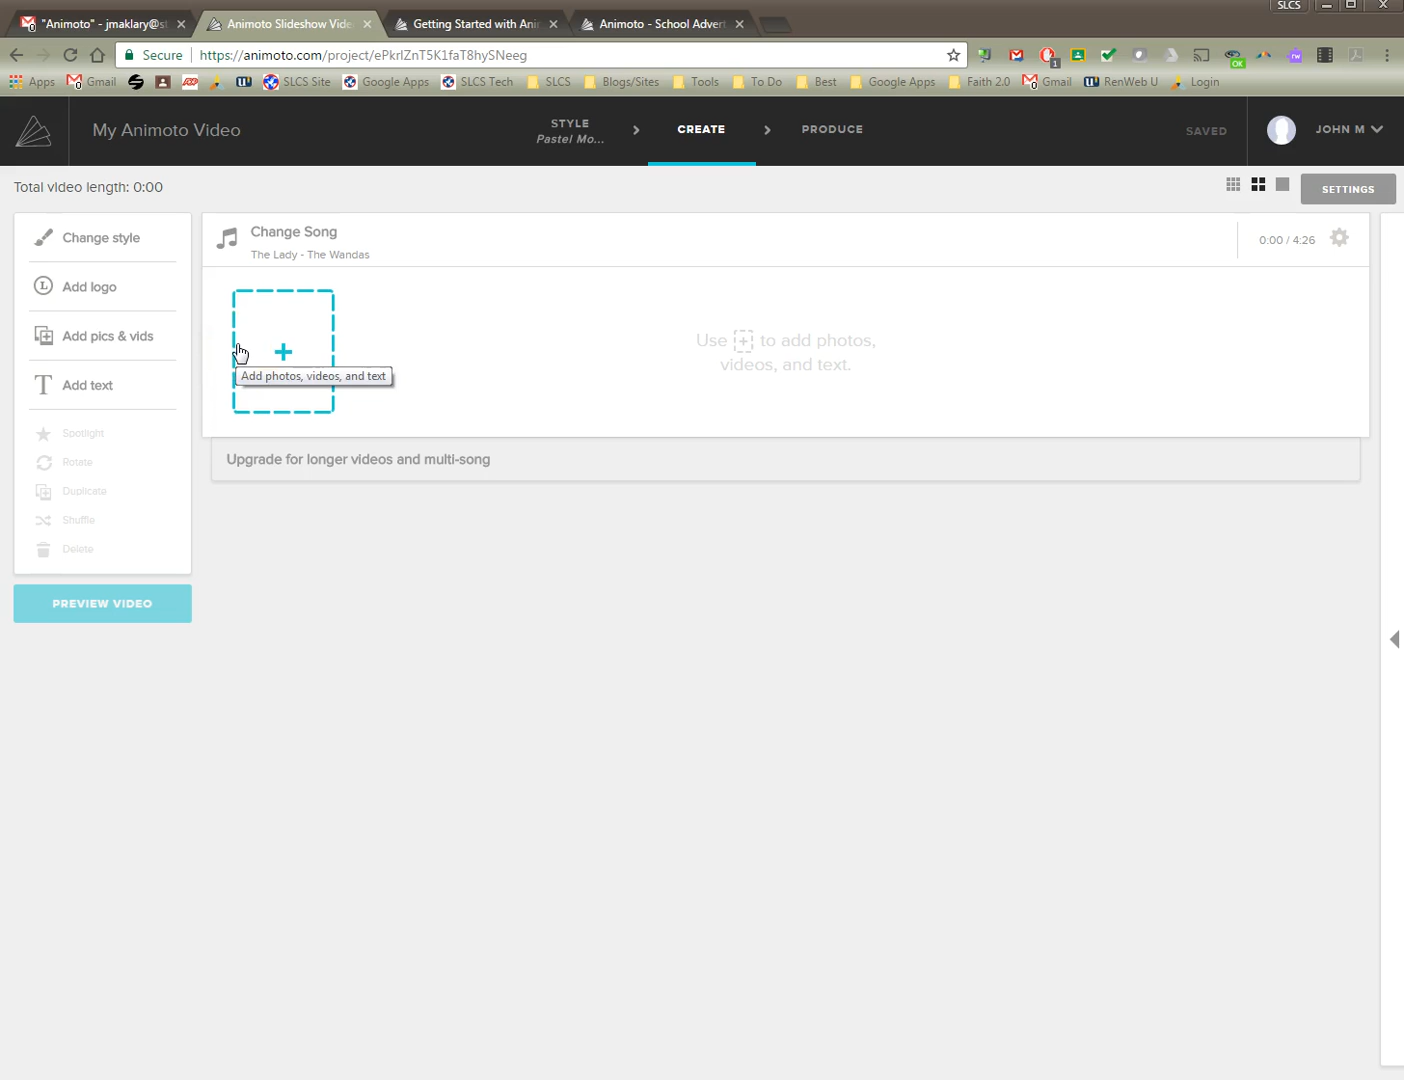 SLCS
"Animoto" - jmaklary@s
Animoto Slideshow Vide
Getting Started with Ani
Animoto - School Advert
Secure
https://animoto.com/project/ePkrIZnT5K1faT8hySNeeg
1
OK
rw
Apps
Gmail
SLCS Site
Google Apps
SLCS Tech
SLCS
Blogs/Sites
Tools
To Do
Best
Google Apps
Faith 2.0
Gmail
RenWeb U
Login
My Animoto Video
STYLE
Pastel Mo...
CREATE
PRODUCE
SAVED
JOHN M
Total video length: 0:00
SETTINGS
Change style
Add logo
Add pics & vids
Add text
Spotlight
Rotate
Duplicate
Shuffle
Delete
PREVIEW VIDEO
Change Song
The Lady - The Wandas
0:00 / 4:26
Add photos, videos, and text
Use + to add photos,
videos, and text.
Upgrade for longer videos and multi-song